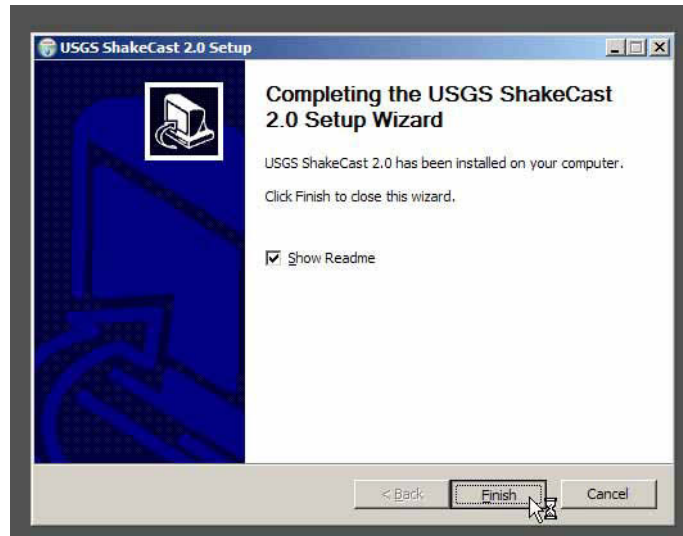 USGS ShakeCast 2.0 Setup
Completing the USGS ShakeCast
2.0 Setup Wizard
USGS ShakeCast 2.0 has been installed on your computer.
Click Finish to close this wizard.
Show Readme
< Back
Finish
Cancel